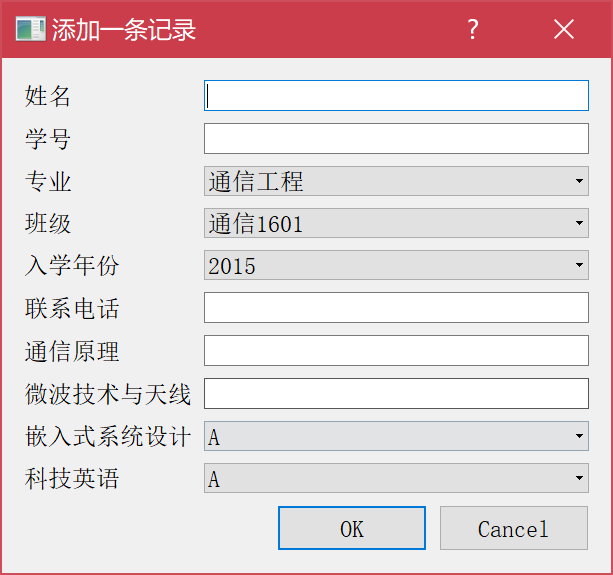 添加一条记录 ?
姓名
学号
专业 通信工程
班级 通信1601
入学年份 2015
联系电话
通信原理
微波技术与天线
嵌入式系统设计 A
科技英语 A
OK Cancel